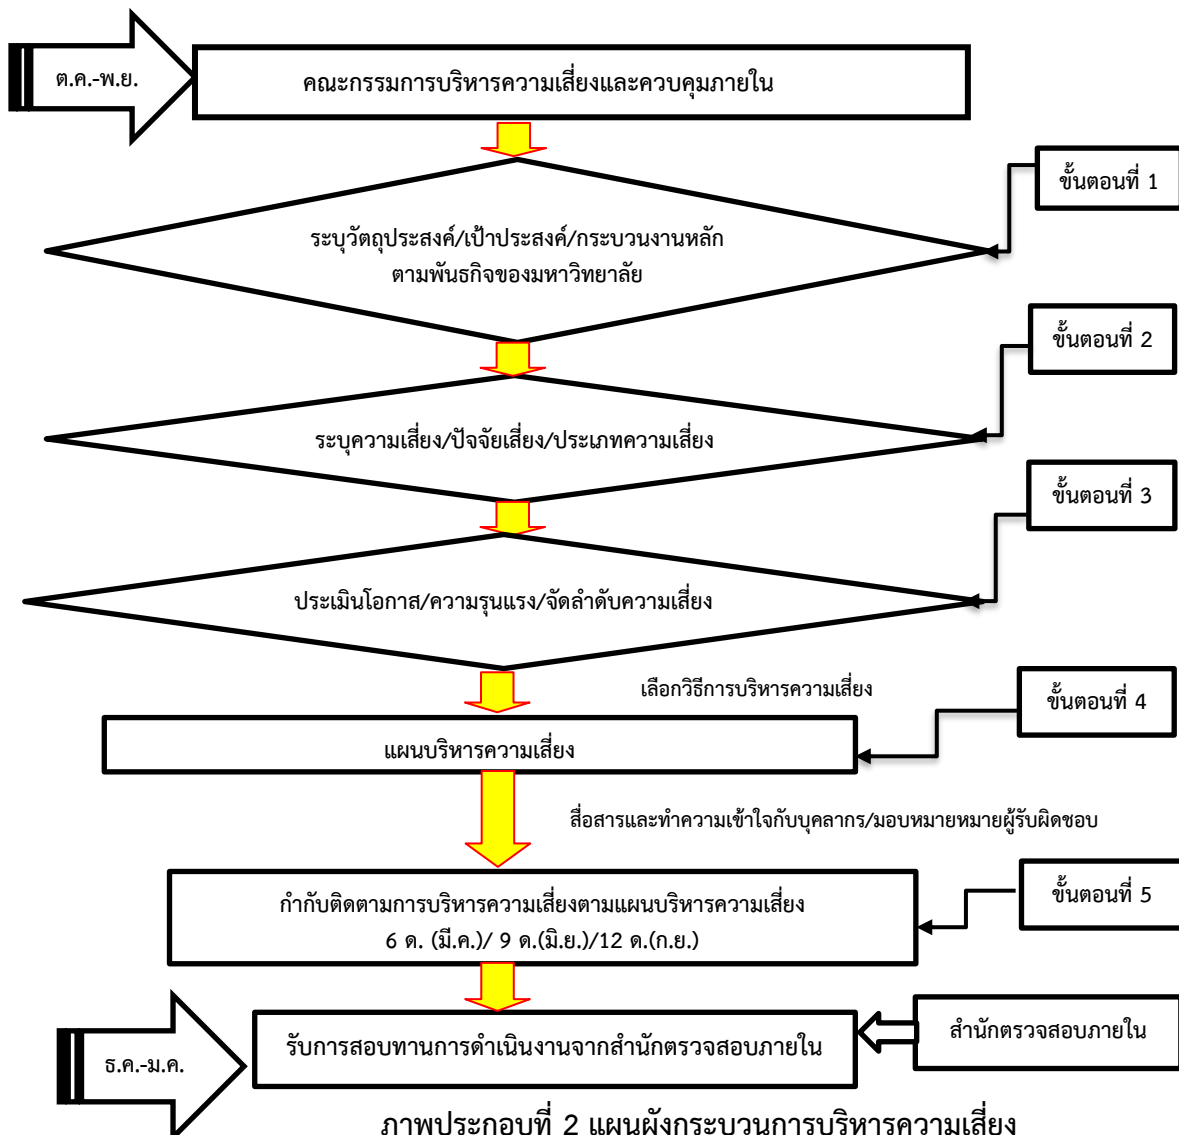 ต.ค.-พ.ย.
คณะกรรมการบริหารความเสี่ยงและควบคุมภายใน
ขั้นตอนที่ 1
ระบุวัตถุประสงค์/เป้าประสงค์/กระบวนงานหลัก
ตามพันธกิจของมหาวิทยาลัย
ขั้นตอนที่ 2
ระบุความเสี่ยง/ปัจจัยเสี่ยง/ประเภทความเสี่ยง
ขั้นตอนที่ 3
ประเมินโอกาส/ความรุนแรง/จัดลำดับความเสี่ยง
เลือกวิธีการบริหารความเสี่ยง
ขั้นตอนที่ 4
แผนบริหารความเสี่ยง
สื่อสารและทำความเข้าใจกับบุคลากร/มอบหมายหมายผู้รับผิดชอบ
ขั้นตอนที่ 5
กำกับติดตามการบริหารความเสี่ยงตามแผนบริหารความเสี่ยง
6 ด. (มี.ค.)/ 9 ด.(มิ.ย.)/12 ด.(ก.ย.)
ธ.ค.-ม.ค.
รับการสอบทานการดำเนินงานจากสำนักตรวจสอบภายใน
สำนักตรวจสอบภายใน
ภาพประกอบที่ 2 แผนผังกระบวนการบริหารความเสี่ยง